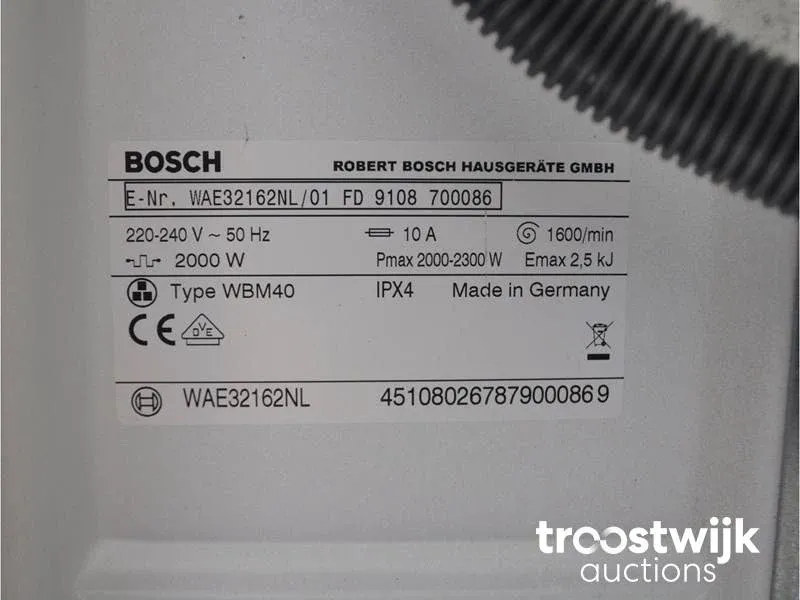 BOSCH ROBERT BOSCH HAUSGERÄTE GMBH
E-Nr. WAE32162NL/01 FD 9108 700086
220-240 V ~ 50 Hz 10 A 1600/min
2000 W Pmax 2000-2300 W Emax 2,5 kJ
Type WBM40 IPX4 Made in Germany
CE DVE
WAE32162NL 451080267879000869
troostwijk
auctions